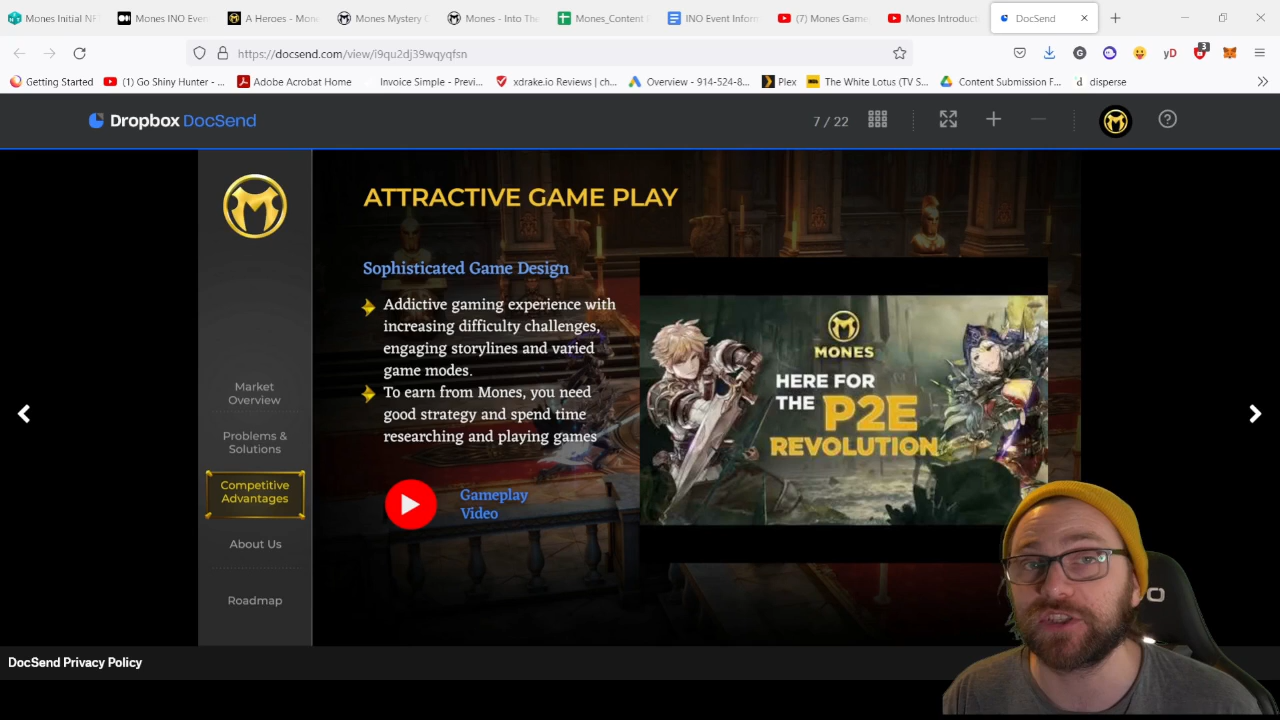 Mones Initial NF
Mones INO Even
A Heroes - Mone
Mones Mystery C
Mones - Into The
Mones_Content
INO Event Inform
(7) Mones Game
Mones Introduct
DocSend
https://docsend.com/view/i9qu2dj39wqyqfsn
yD
3
Getting Started
(1) Go Shiny Hunter -...
Adobe Acrobat Home
Invoice Simple - Previ...
xdrake.io Reviews | ch...
Overview - 914-524-8...
Plex
The White Lotus (TV S...
Content Submission F...
disperse
Dropbox DocSend
7 / 22
ATTRACTIVE GAME PLAY
Sophisticated Game Design
Addictive gaming experience with
increasing difficulty challenges,
engaging storylines and varied
game modes.
To earn from Mones, you need
good strategy and spend time
researching and playing games
Gameplay
Video
MONES
HERE FOR
THE P2E
REVOLUTION
Market
Overview
Problems &
Solutions
Competitive
Advantages
About Us
Roadmap
DocSend Privacy Policy